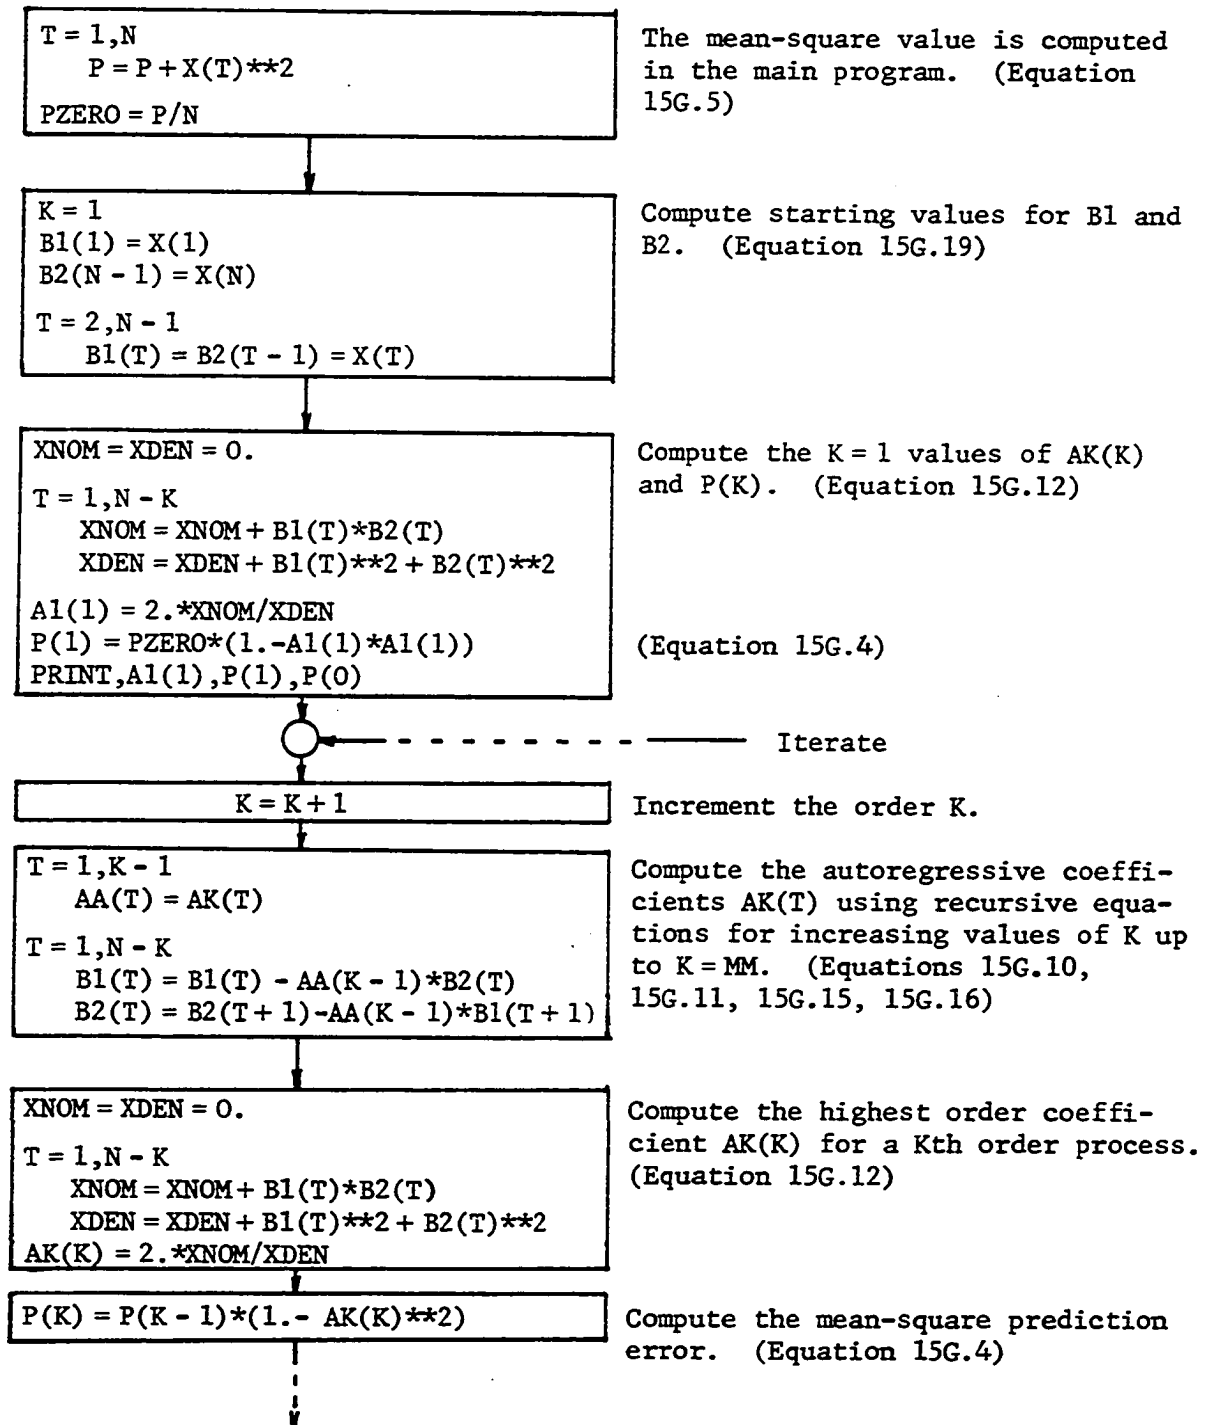 T = 1,N
P = P + X(T)**2
PZERO = P/N
The mean-square value is computed
in the main program. (Equation
15G.5)
K = 1
B1(1) = X(1)
B2(N - 1) = X(N)
T = 2,N - 1
B1(T) = B2(T - 1) = X(T)
Compute starting values for B1 and
B2. (Equation 15G.19)
XNOM = XDEN = 0.
T = 1,N - K
XNOM = XNOM + B1(T)*B2(T)
XDEN = XDEN + B1(T)**2 + B2(T)**2
A1(1) = 2.*XNOM/XDEN
P(1) = PZERO*(1.-A1(1)*A1(1))
PRINT,A1(1),P(1),P(0)
Compute the K = 1 values of AK(K)
and P(K). (Equation 15G.12)
(Equation 15G.4)
Iterate
K = K + 1
Increment the order K.
T = 1,K - 1
AA(T) = AK(T)
T = 1,N - K
B1(T) = B1(T) - AA(K - 1)*B2(T)
B2(T) = B2(T + 1)-AA(K - 1)*B1(T + 1)
Compute the autoregressive coeffi-
cients AK(T) using recursive equa-
tions for increasing values of K up
to K = MM. (Equations 15G.10,
15G.11, 15G.15, 15G.16)
XNOM = XDEN = 0.
T = 1,N - K
XNOM = XNOM + B1(T)*B2(T)
XDEN = XDEN + B1(T)**2 + B2(T)**2
AK(K) = 2.*XNOM/XDEN
Compute the highest order coeffi-
cient AK(K) for a Kth order process.
(Equation 15G.12)
P(K) = P(K - 1)*(1.- AK(K)**2)
Compute the mean-square prediction
error. (Equation 15G.4)